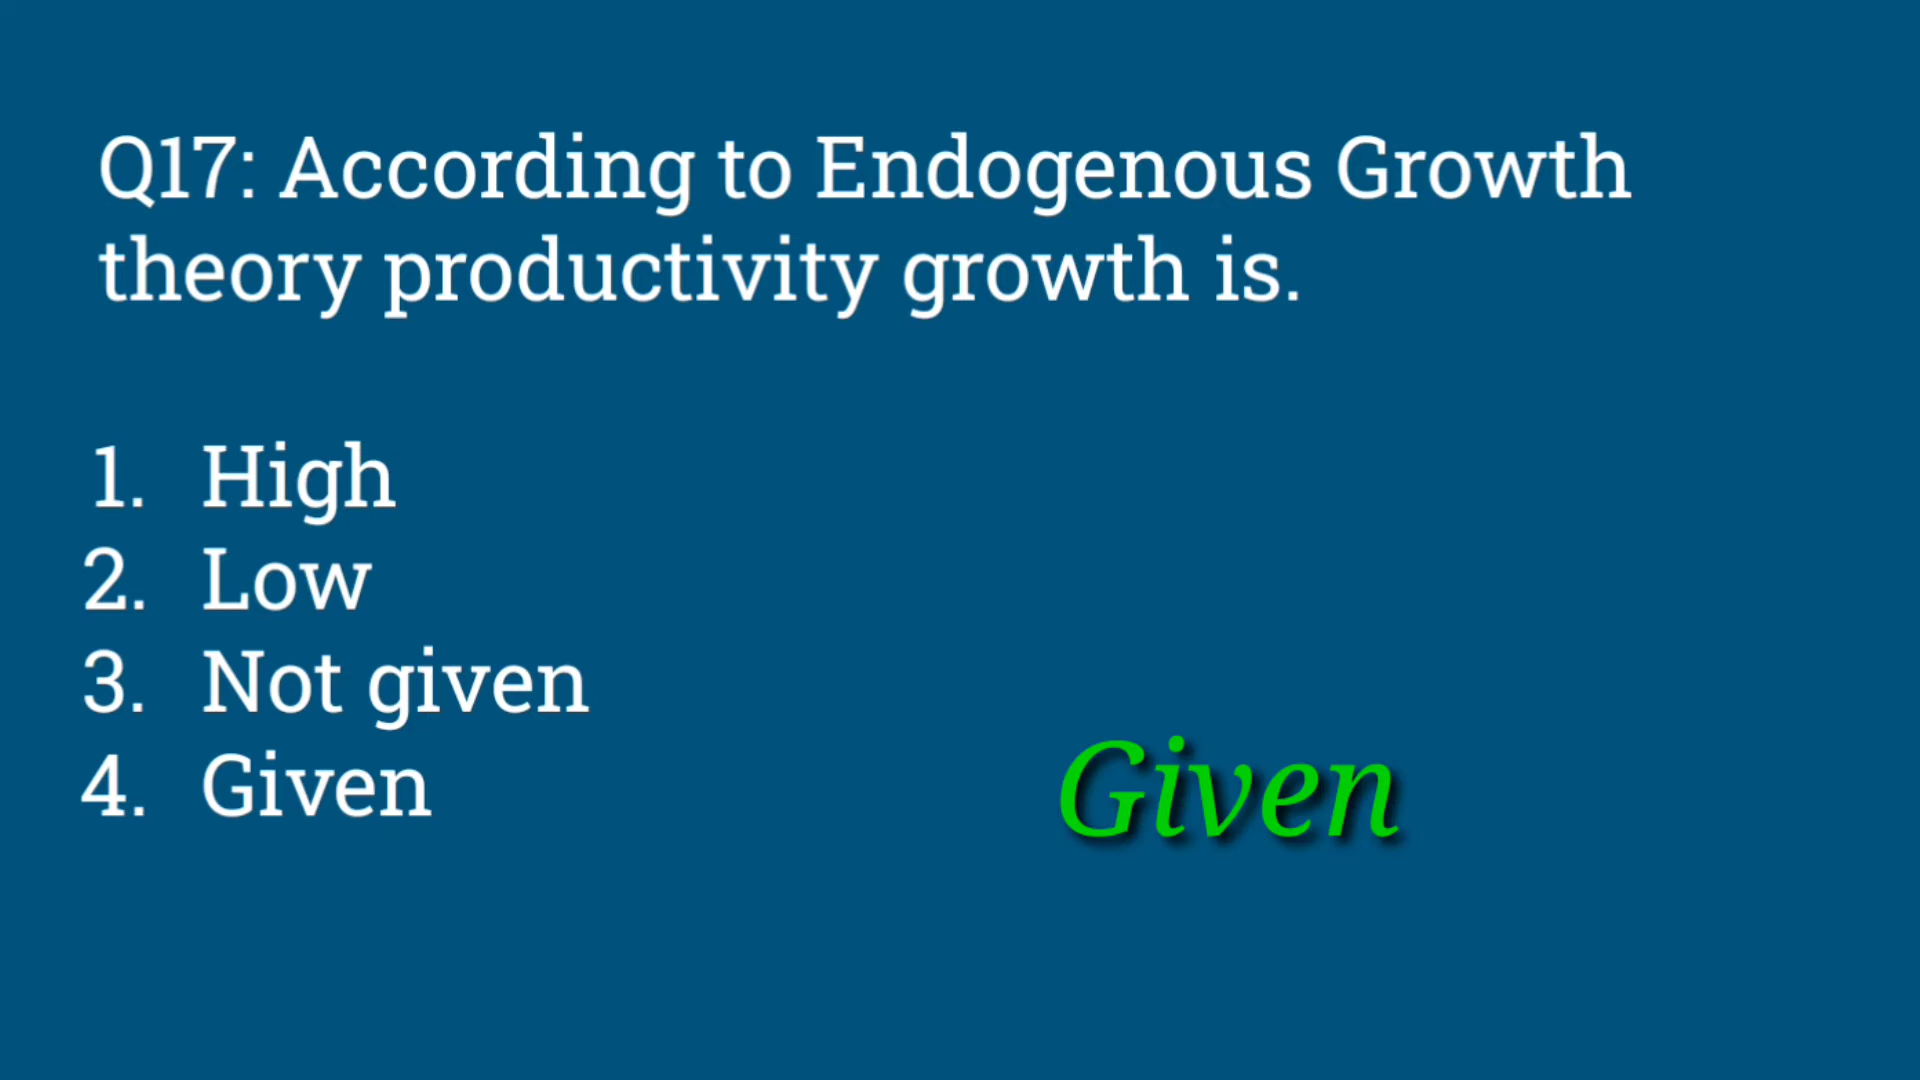 Q17: According to Endogenous Growth
theory productivity growth is.
1. High
2. Low
3. Not given
4. Given
Given